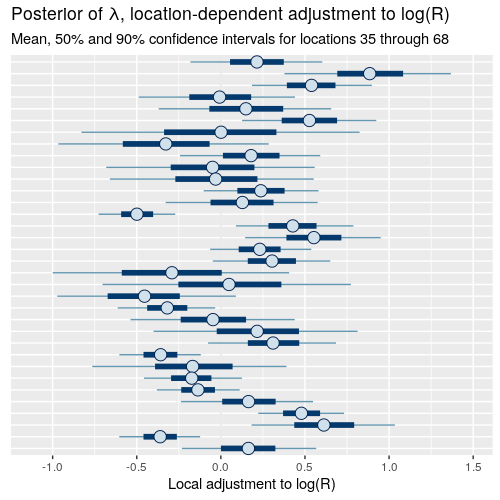 Posterior of λ, location-dependent adjustment to log(R)
Mean, 50% and 90% confidence intervals for locations 35 through 68
-1.0 -0.5 0.0 0.5 1.0 1.5
Local adjustment to log(R)